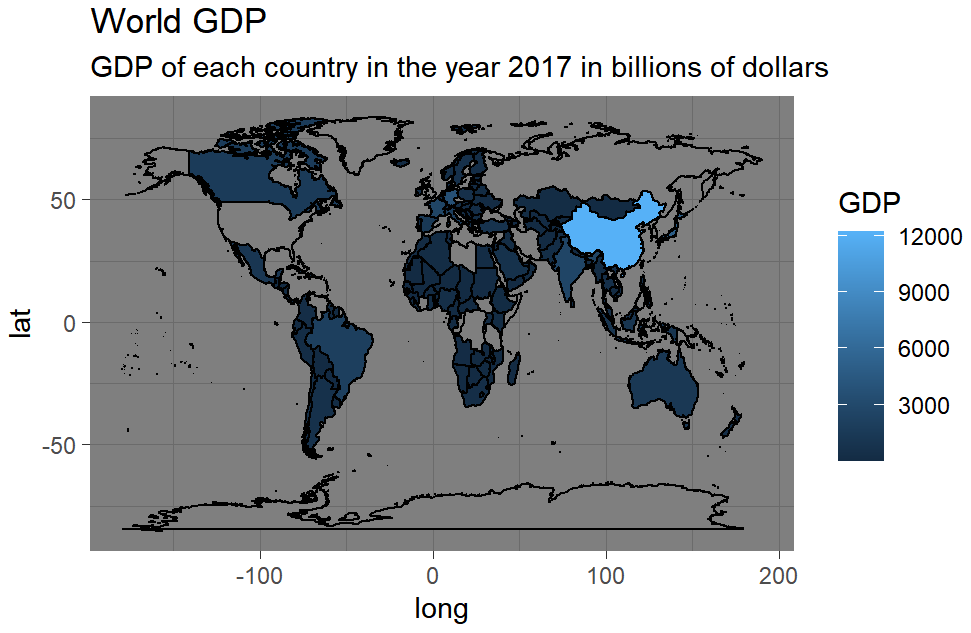 World GDP
GDP of each country in the year 2017 in billions of dollars
lat
50
0
-50
-100
0
100
200
long
GDP
12000
9000
6000
3000